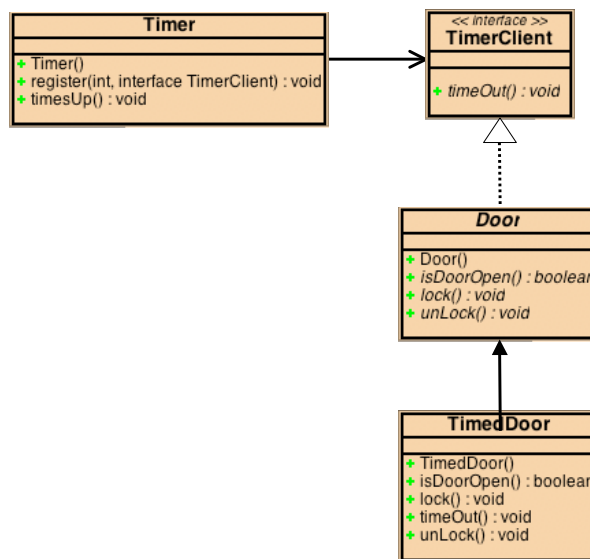 Timer
+ Timer()
+ register(int, interface TimerClient) : void
+ timesUp() : void
<< interface >>
TimerClient
+ timeOut() : void
Door
+ Door()
+ isDoorOpen() : boolean
+ lock() : void
+ unLock() : void
TimedDoor
+ TimedDoor()
+ isDoorOpen() : boolean
+ lock() : void
+ timeOut() : void
+ unLock() : void